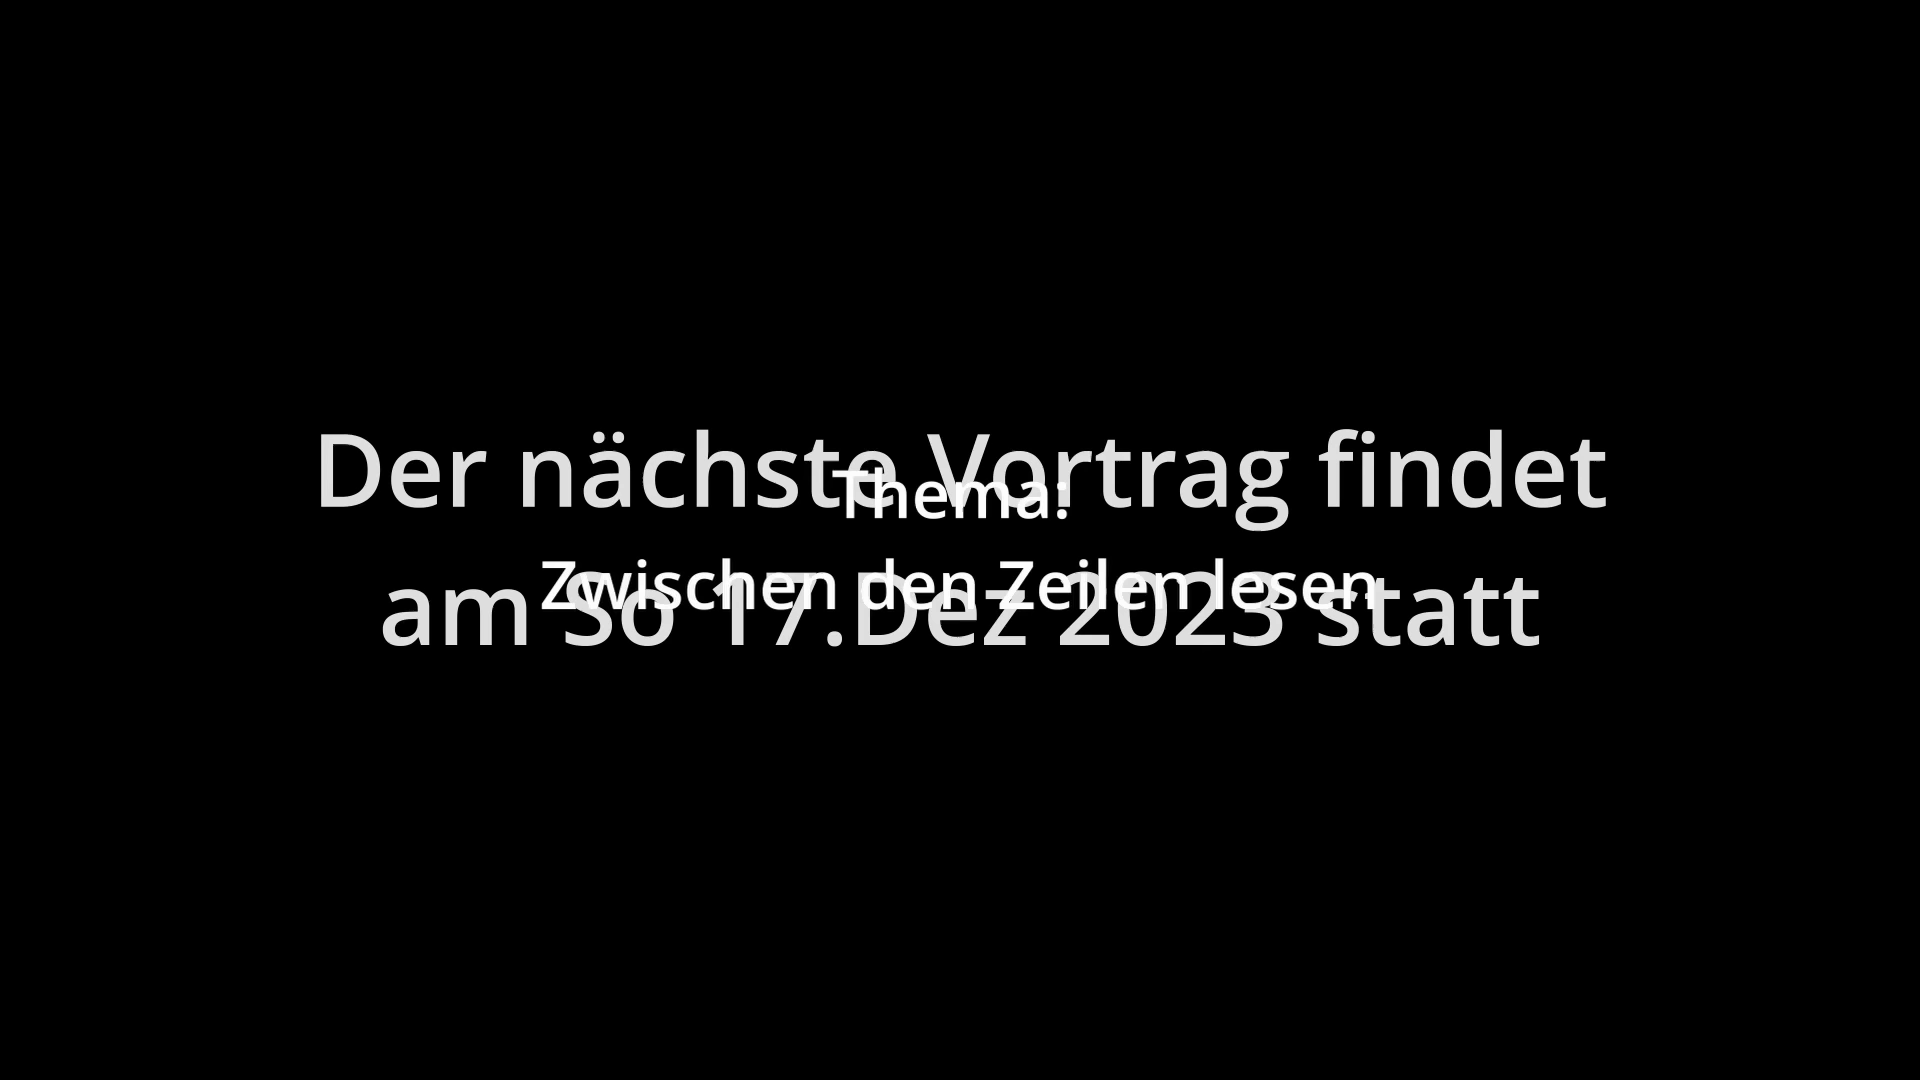 Der nächste Vortrag findet
am So 17.Dez 2023 statt
Thema:
Zwischen den Zeilen lesen